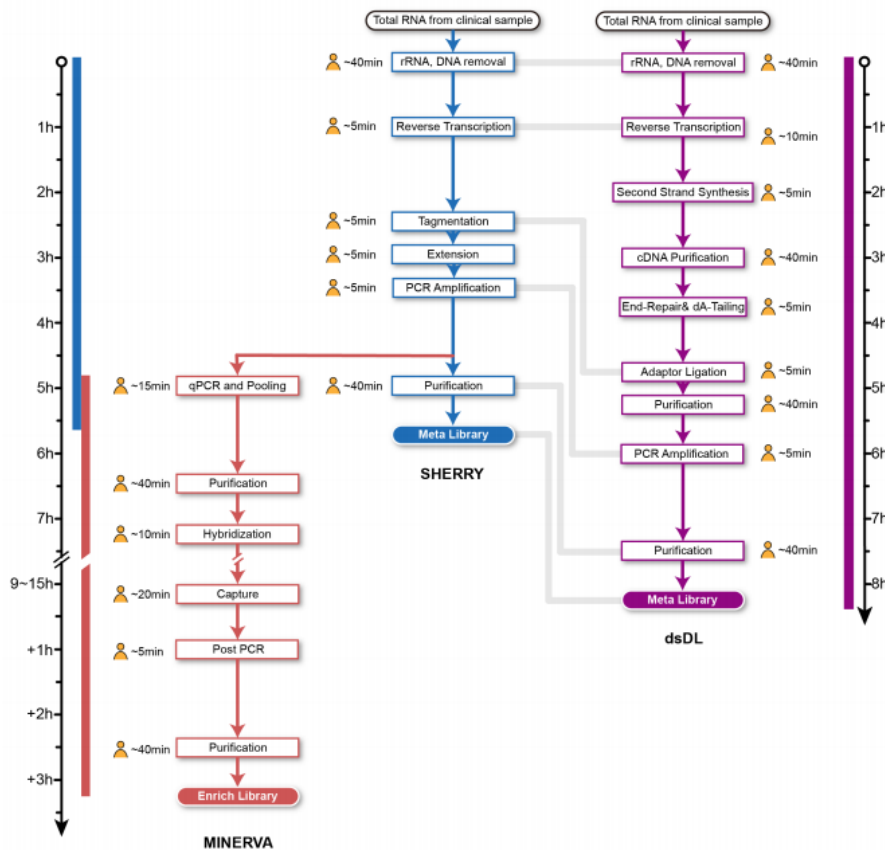 Total RNA from clinical sample
Total RNA from clinical sample
~40min
rRNA, DNA removal
rRNA, DNA removal
~40min
1h
~5min
Reverse Transcription
Reverse Transcription
~10min
1h
2h
Second Strand Synthesis
~5min
2h
~5min
Tagmentation
3h
~5min
Extension
cDNA Purification
~40min
3h
~5min
PCR Amplification
End-Repair& dA-Tailing
~5min
4h
4h
Adaptor Ligation
~5min
5h
~15min
qPCR and Pooling
~40min
Purification
Purification
~40min
5h
Meta Library
6h
PCR Amplification
~5min
6h
SHERRY
~40min
Purification
7h
~10min
Hybridization
7h
Purification
~40min
9~15h
~20min
Capture
Meta Library
8h
dsDL
+1h
~5min
Post PCR
+2h
~40min
Purification
+3h
Enrich Library
MINERVA